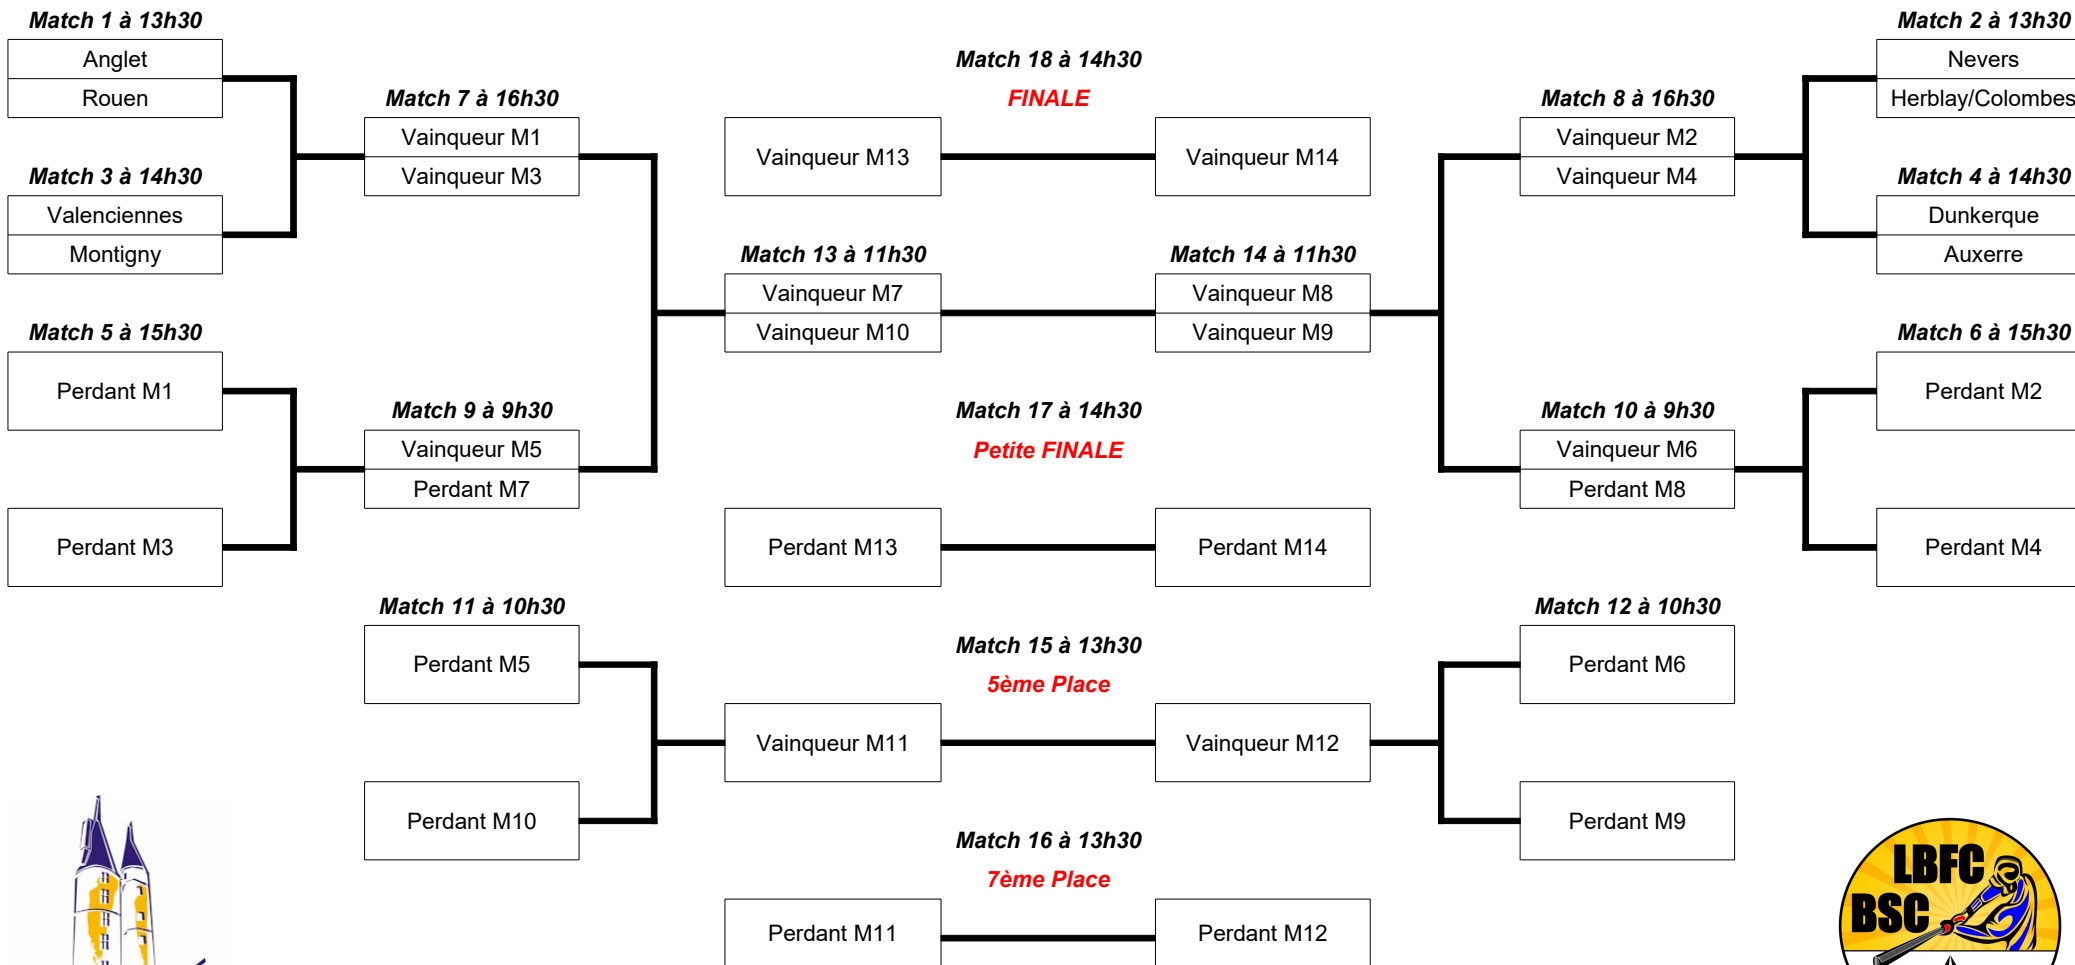 Match 1 à 13h30
Anglet
Rouen
Match 3 à 14h30
Valenciennes
Montigny
Match 5 à 15h30
Perdant M1
Perdant M3
Match 7 à 16h30
Vainqueur M1
Vainqueur M3
Match 9 à 9h30
Vainqueur M5
Perdant M7
Match 11 à 10h30
Perdant M5
Perdant M10
Match 18 à 14h30
FINALE
Vainqueur M13
Vainqueur M14
Match 13 à 11h30
Vainqueur M7
Vainqueur M10
Match 14 à 11h30
Vainqueur M8
Vainqueur M9
Match 17 à 14h30
Petite FINALE
Perdant M13
Perdant M14
Match 15 à 13h30
5ème Place
Vainqueur M11
Vainqueur M12
Match 16 à 13h30
7ème Place
Perdant M11
Perdant M12
Match 8 à 16h30
Vainqueur M2
Vainqueur M4
Match 10 à 9h30
Vainqueur M6
Perdant M8
Match 12 à 10h30
Perdant M6
Perdant M9
Match 2 à 13h30
Nevers
Herblay/Colombes
Match 4 à 14h30
Dunkerque
Auxerre
Match 6 à 15h30
Perdant M2
Perdant M4
LBFC
BSC